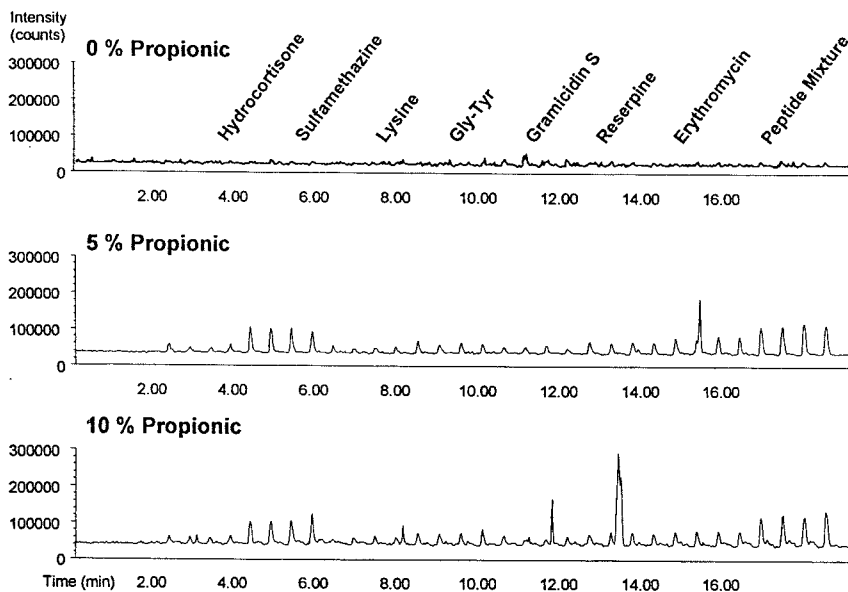 Intensity
(counts)
0 % Propionic
Hydrocortisone
Sulfamethazine
Lysine
Gly-Tyr
Gramicidin S
Reserpine
Erythromycin
Peptide Mixture
300000
200000
100000
0
2.00 4.00 6.00 8.00 10.00 12.00 14.00 16.00
5 % Propionic
300000
200000
100000
0
2.00 4.00 6.00 8.00 10.00 12.00 14.00 16.00
10 % Propionic
300000
200000
100000
0
Time (min) 2.00 4.00 6.00 8.00 10.00 12.00 14.00 16.00